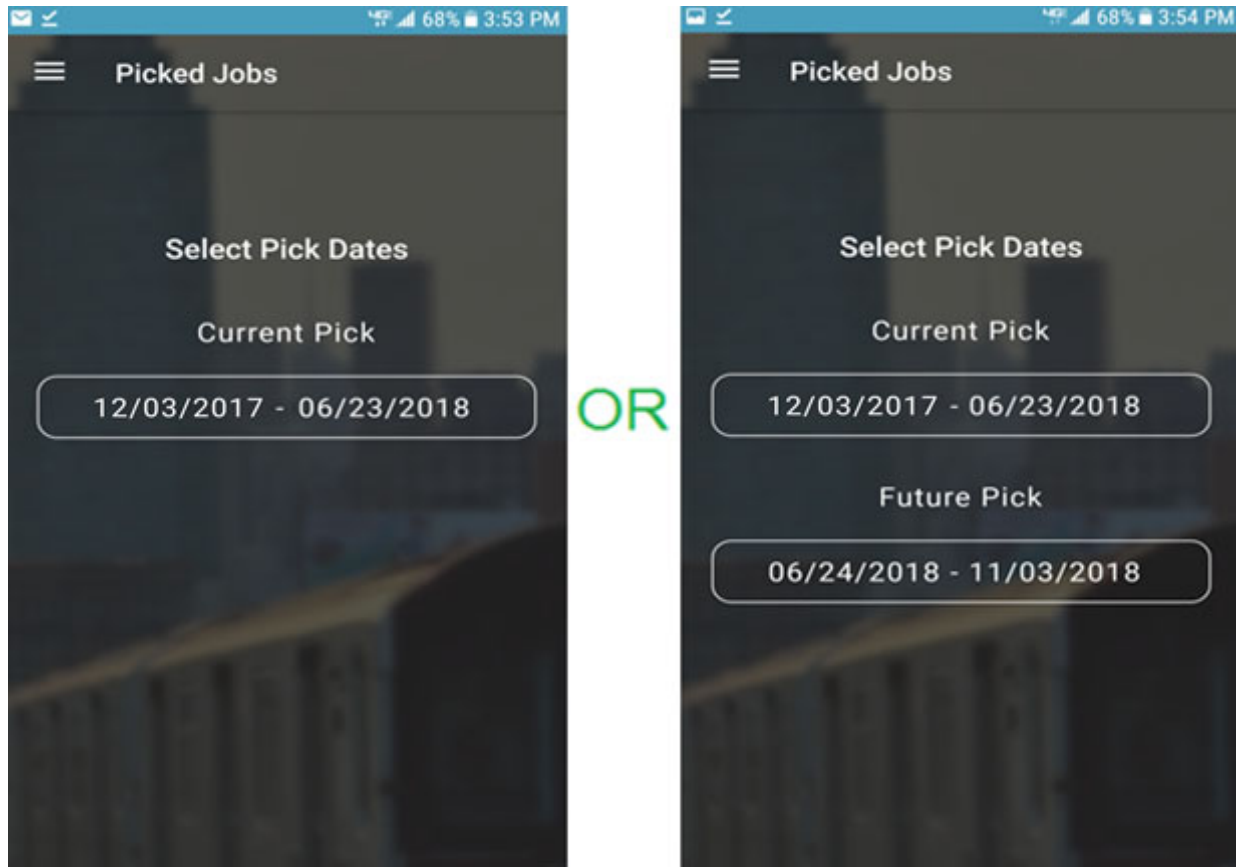 68% 3:53 PM
Picked Jobs
Select Pick Dates
Current Pick
12/03/2017 - 06/23/2018
OR
68% 3:54 PM
Picked Jobs
Select Pick Dates
Current Pick
12/03/2017 - 06/23/2018
Future Pick
06/24/2018 - 11/03/2018